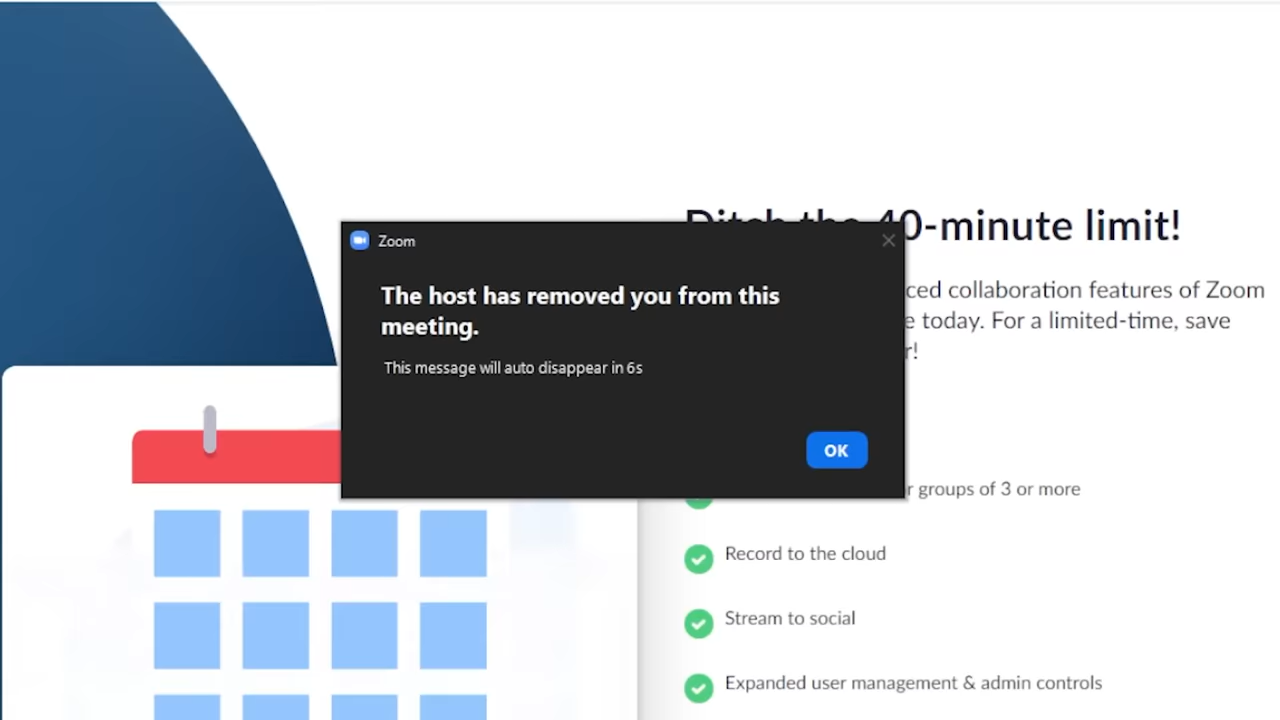 Zoom
The host has removed you from this
meeting.
This message will auto disappear in 6s
OK
40-minute limit!
collaboration features of Zoom
today. For a limited-time, save
groups of 3 or more
Record to the cloud
Stream to social
Expanded user management & admin controls